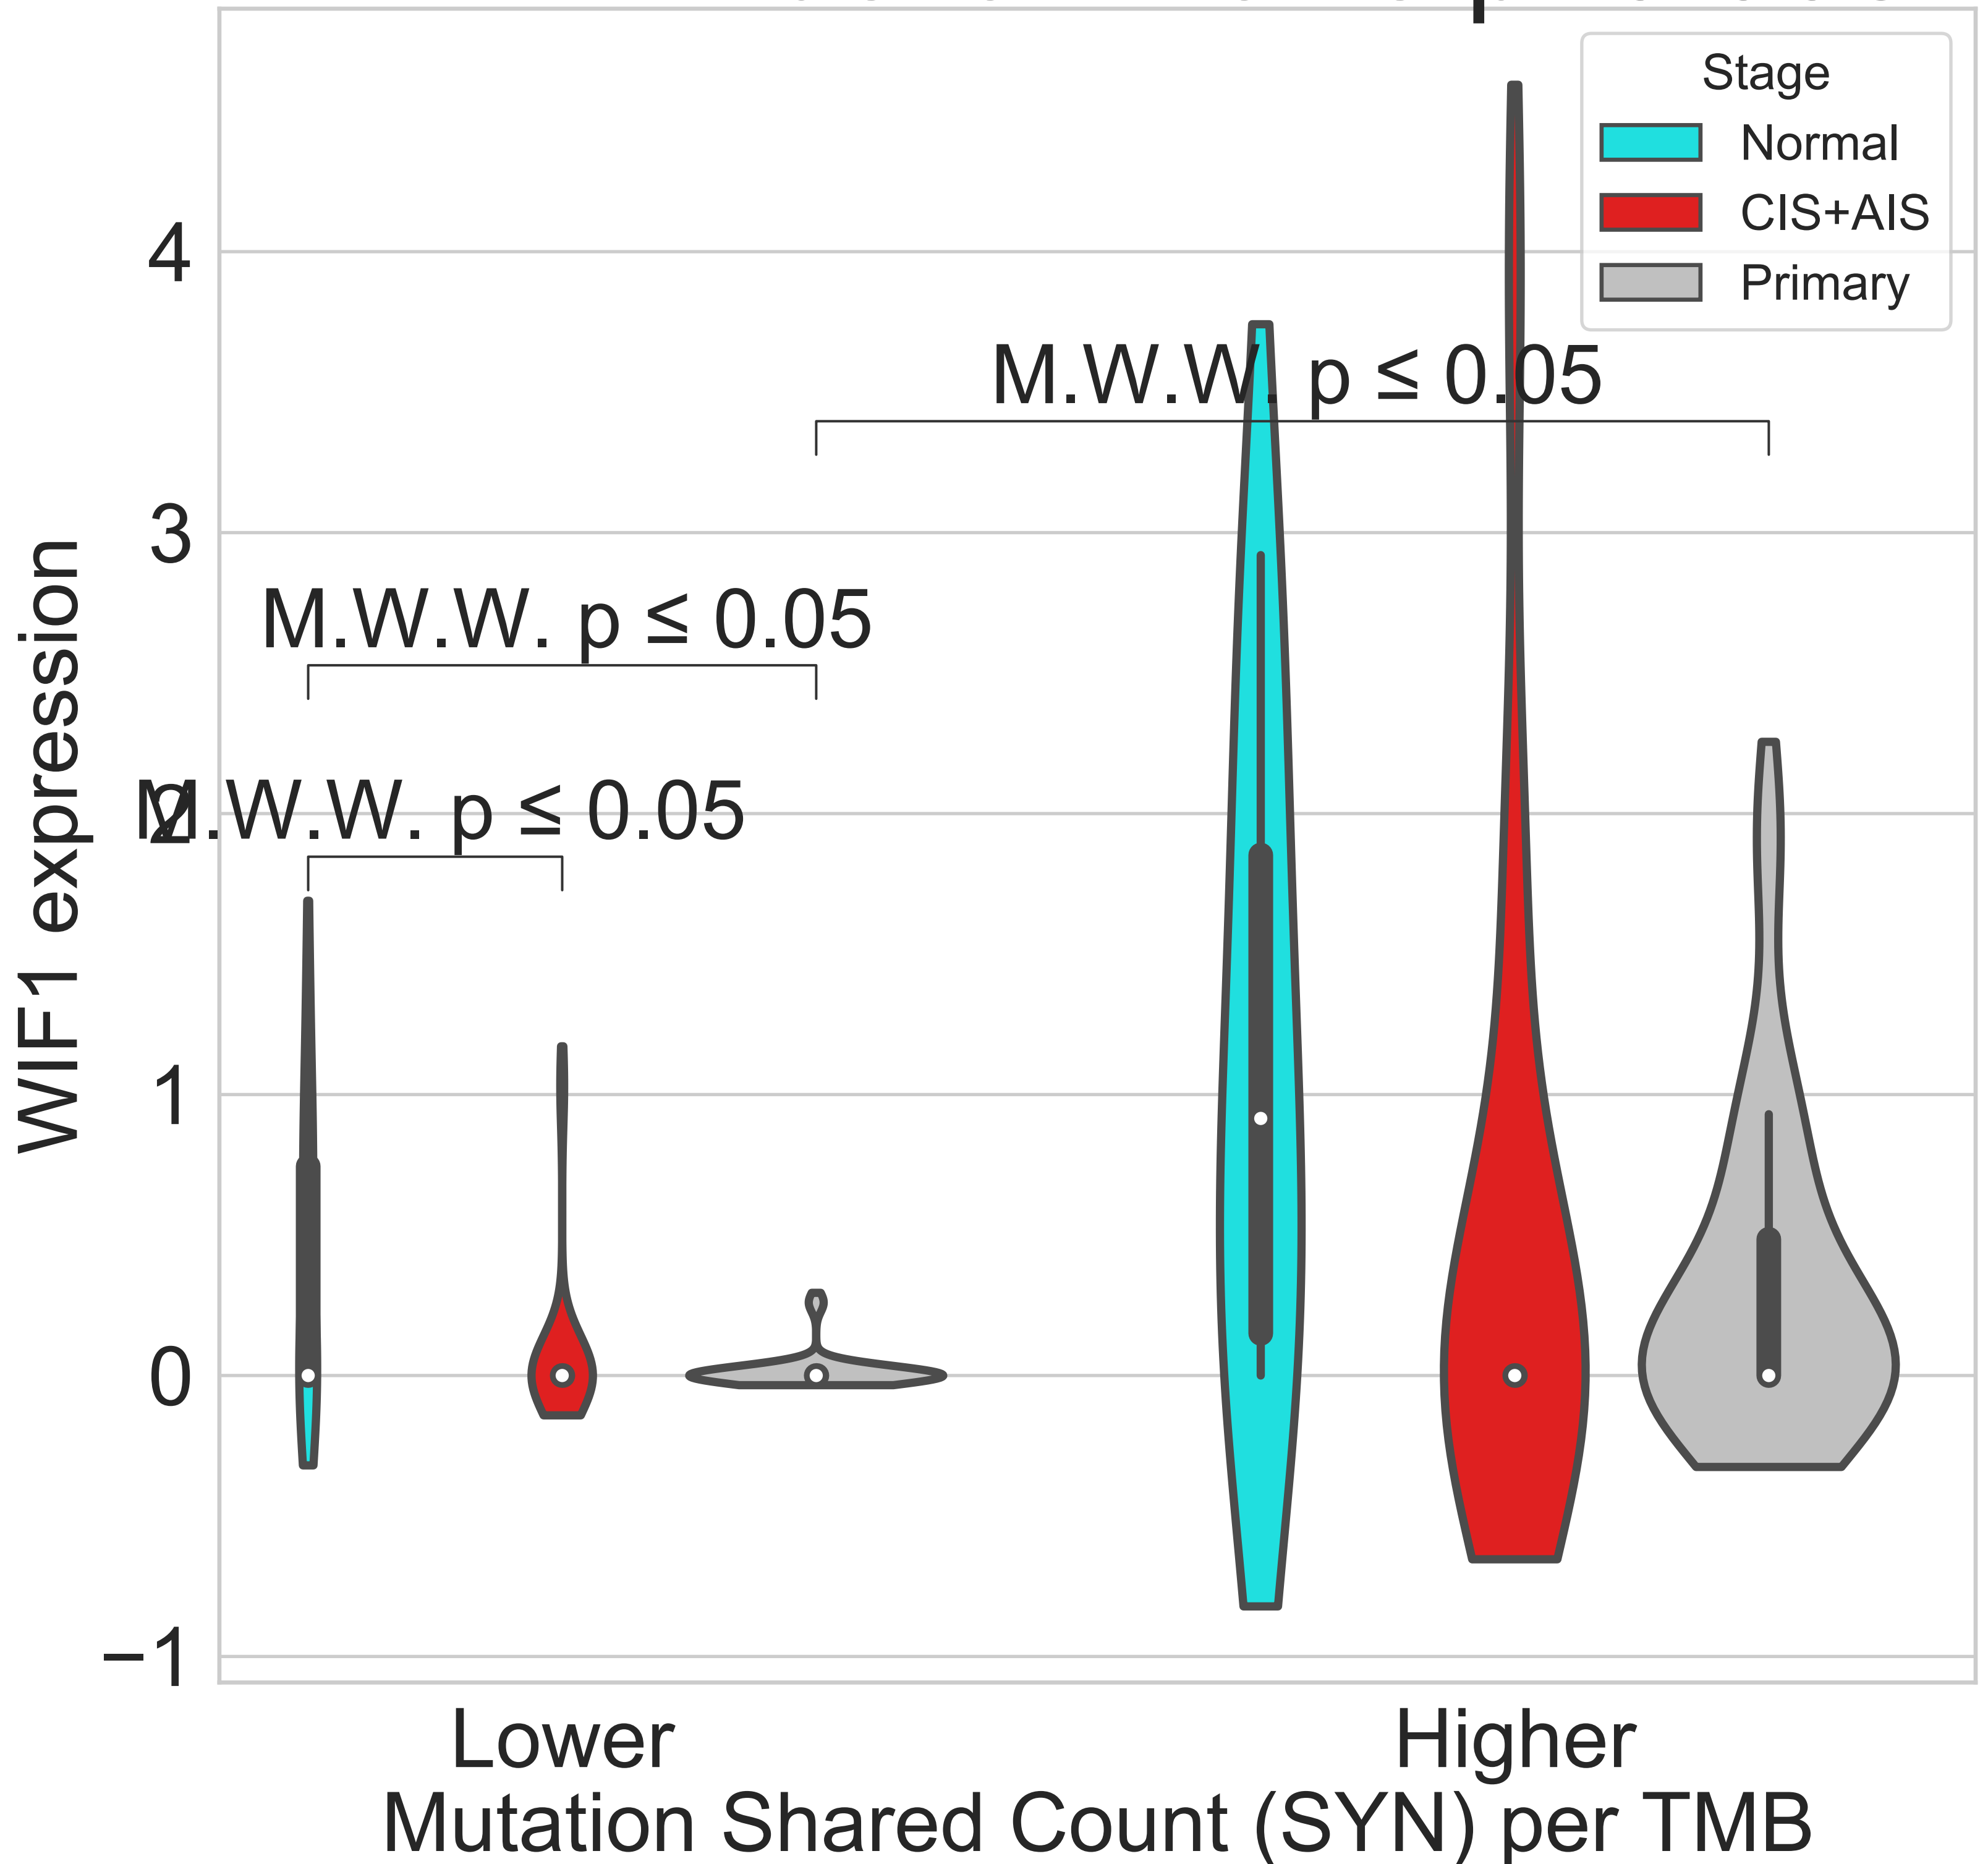 Stage
Normal
CIS+AIS
Primary
4
3
2
1
0
−1
WIF1 expression
M.W.W. p ≤ 0.05
M.W.W. p ≤ 0.05
M.W.W. p ≤ 0.05
Lower
Higher
Mutation Shared Count (SYN) per TMB